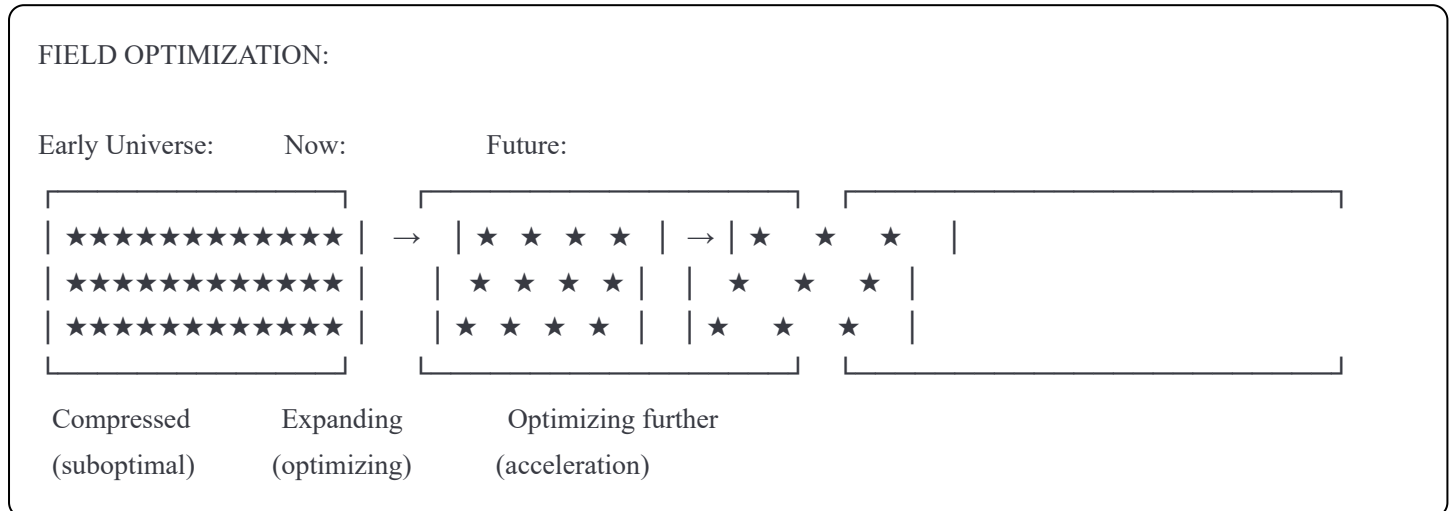 FIELD OPTIMIZATION:
Early Universe: Now: Future:
┌────────────┐ ┌───────────────┐ ┌────────────────────┐
| ★★★★★★★★★★★★ | → | ★ ★ ★ ★ | → | ★ ★ ★ |
| ★★★★★★★★★★★★ | | ★ ★ ★ ★ | | ★ ★ ★ |
| ★★★★★★★★★★★★ | | ★ ★ ★ ★ | | ★ ★ ★ |
└────────────┘ └───────────────┘ └────────────────────┘
Compressed Expanding Optimizing further
(suboptimal) (optimizing) (acceleration)